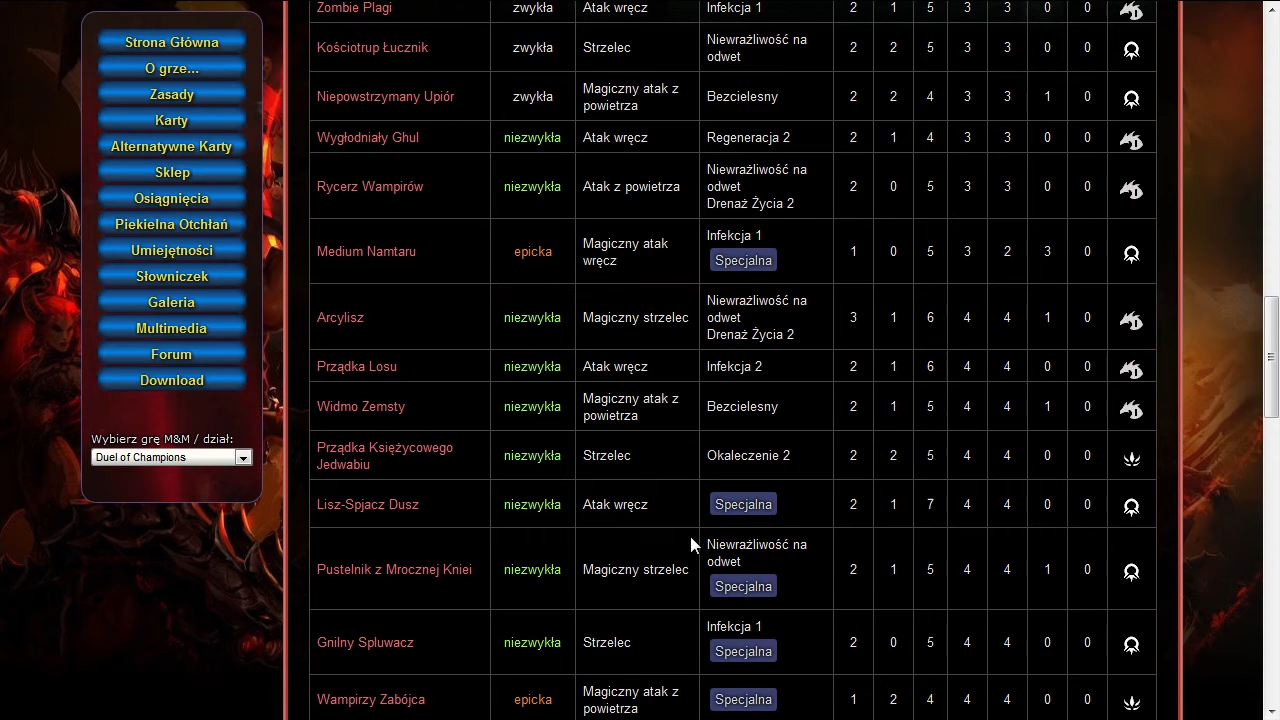 Strona Główna
O grze...
Zasady
Karty
Alternatywne Karty
Sklep
Osiągnięcia
Piekielna Otchłań
Umiejętności
Słowniczek
Galeria
Multimedia
Forum
Download
Wybierz grę M&M / dział:
Duel of Champions
Zombie Plagi zwykła Atak wręcz Infekcja 1 2 1 5 3 3 0 0
Kościotrup Łucznik zwykła Strzelec Niewrażliwość na
odwet 2 2 5 3 3 0 0
Niepowstrzymany Upiór zwykła Magiczny atak z
powietrza Bezcielesny 2 2 4 3 3 1 0
Wygłodniały Ghul niezwykła Atak wręcz Regeneracja 2 2 1 4 3 3 0 0
Rycerz Wampirów niezwykła Atak z powietrza Niewrażliwość na
odwet
Drenaż Życia 2 2 0 5 3 3 0 0
Medium Namtaru epicka Magiczny atak
wręcz Infekcja 1
Specjalna 1 0 5 3 2 3 0
Arcylisz niezwykła Magiczny strzelec Niewrażliwość na
odwet
Drenaż Życia 2 3 1 6 4 4 1 0
Prządka Losu niezwykła Atak wręcz Infekcja 2 2 1 6 4 4 0 0
Widmo Zemsty niezwykła Magiczny atak z
powietrza Bezcielesny 2 1 5 4 4 1 0
Prządka Księżycowego
Jedwabiu niezwykła Strzelec Okaleczenie 2 2 2 5 4 4 0 0
Lisz-Spjacz Dusz niezwykła Atak wręcz Specjalna 2 1 7 4 4 0 0
Pustelnik z Mrocznej Kniei niezwykła Magiczny strzelec Niewrażliwość na
odwet
Specjalna 2 1 5 4 4 1 0
Gnilny Spluwacz niezwykła Strzelec Infekcja 1
Specjalna 2 0 5 4 4 0 0
Wampirzy Zabójca epicka Magiczny atak z
powietrza Specjalna 1 2 4 4 4 0 0